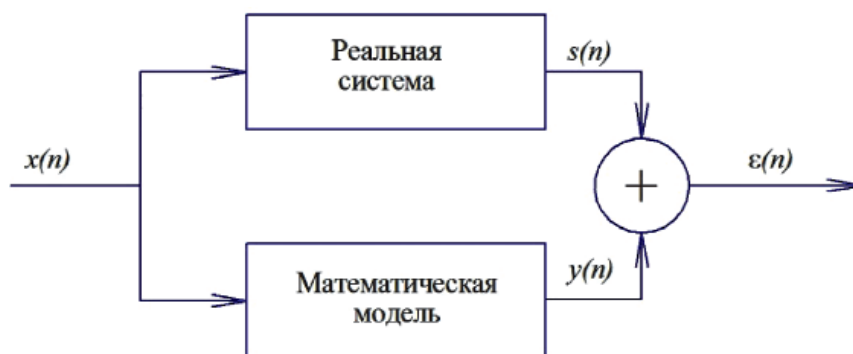 Реальная
система
s(n)
x(n)
+
ε(n)
Математическая
модель
y(n)